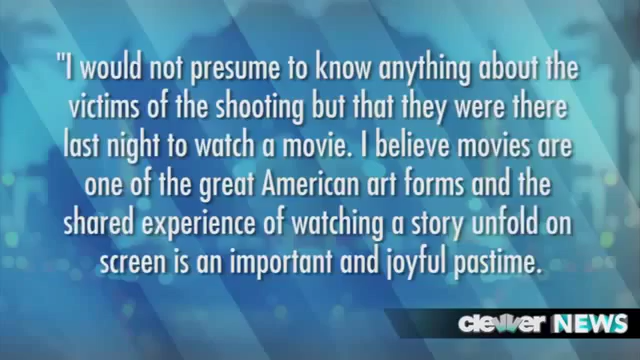 "I would not presume to know anything about the
victims of the shooting but that they were there
last night to watch a movie. I believe movies are
one of the great American art forms and the
shared experience of watching a story unfold on
screen is an important and joyful pastime.
clevver NEWS